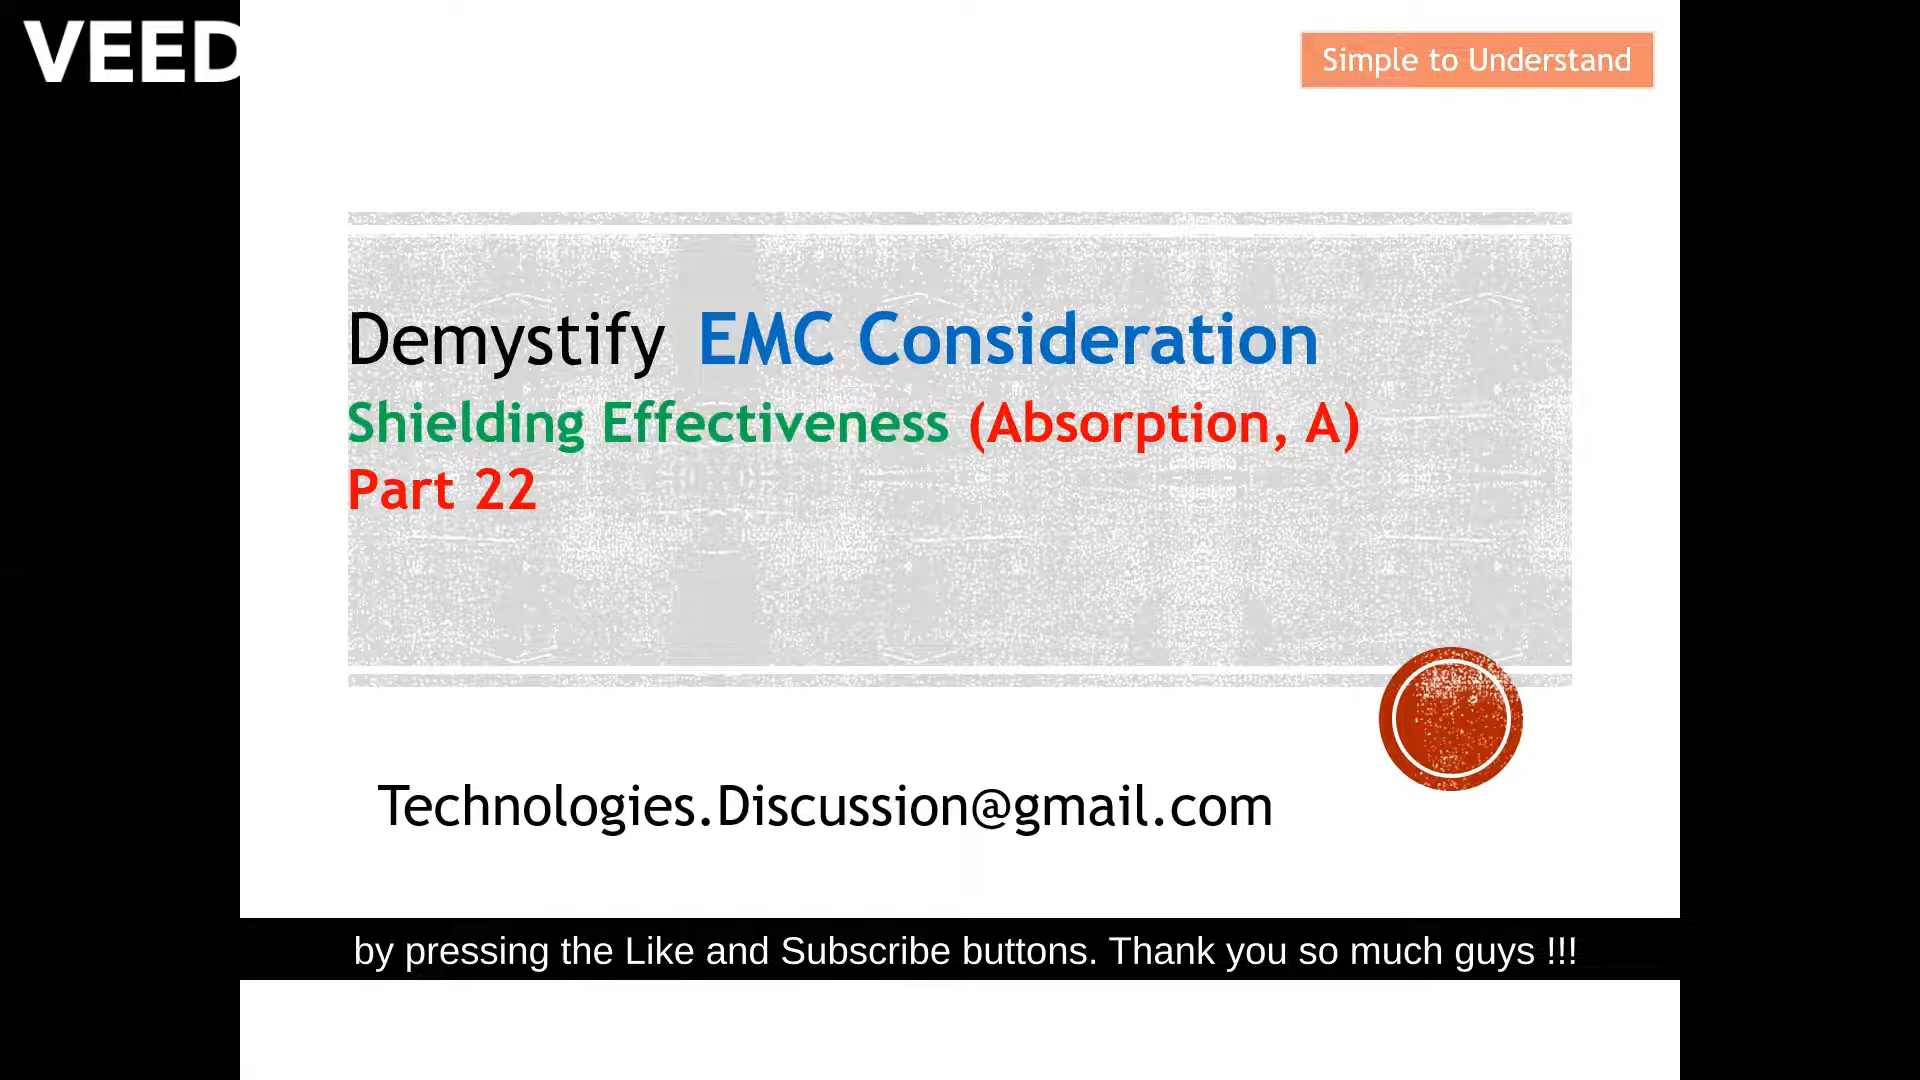 VEED
Simple to Understand
Demystify EMC Consideration
Shielding Effectiveness (Absorption, A)
Part 22
Technologies.Discussion@gmail.com
by pressing the Like and Subscribe buttons. Thank you so much guys !!!